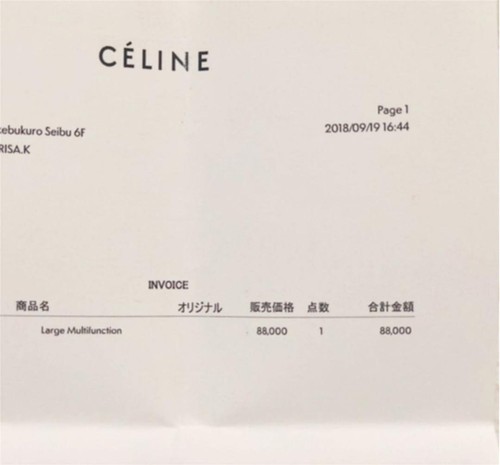 CÉLINE
Page 1
ebukuro Seibu 6F
2018/09/19 16:44
RISA.K
INVOICE
商品名 オリジナル 販売価格 点数 合計金額
Large Multifunction 88,000 1 88,000